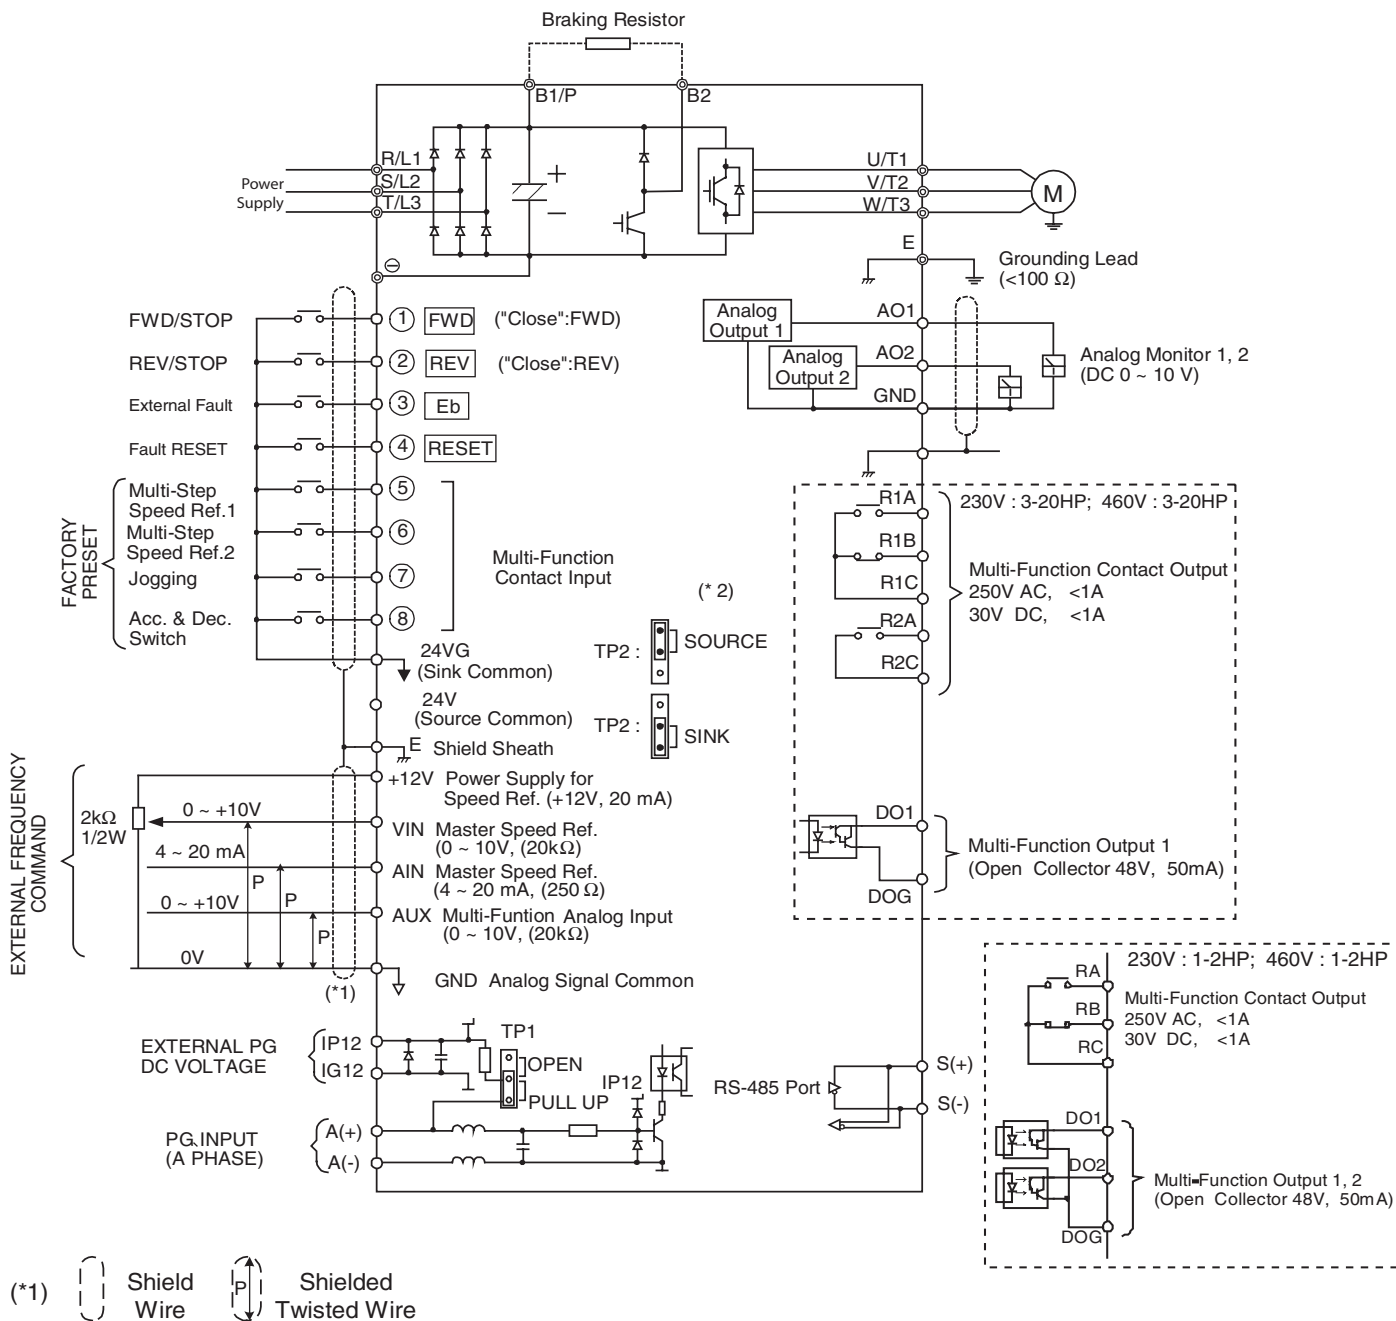 Braking Resistor
B1/P
B2
R/L1
S/L2
T/L3
Power
Supply
+
−
U/T1
V/T2
W/T3
M
⊖
E
Grounding Lead
(<100 Ω)
FWD/STOP
1
FWD
("Close":FWD)
REV/STOP
2
REV
("Close":REV)
External Fault
3
Eb
Fault RESET
4
RESET
Analog
Output 1
Analog
Output 2
AO1
AO2
GND
Analog Monitor 1, 2
(DC 0 ~ 10 V)
FACTORY
PRESET
Multi-Step
Speed Ref.1
5
Multi-Step
Speed Ref.2
6
Jogging
7
Acc. & Dec.
Switch
8
Multi-Function
Contact Input
24VG
(Sink Common)
24V
(Source Common)
E
Shield Sheath
(* 2)
TP2 :
SOURCE
TP2 :
SINK
R1A
R1B
R1C
R2A
R2C
230V : 3-20HP; 460V : 3-20HP
Multi-Function Contact Output
250V AC, <1A
30V DC, <1A
DO1
DOG
Multi-Function Output 1
(Open Collector 48V, 50mA)
EXTERNAL FREQUENCY
COMMAND
2kΩ
1/2W
0 ~ +10V
4 ~ 20 mA
0 ~ +10V
0V
P
P
P
(*1)
+12V Power Supply for
Speed Ref. (+12V, 20 mA)
VIN Master Speed Ref.
(0 ~ 10V, (20kΩ)
AIN Master Speed Ref.
(4 ~ 20 mA, (250 Ω)
AUX Multi-Funtion Analog Input
(0 ~ 10V, (20kΩ)
GND Analog Signal Common
EXTERNAL PG
DC VOLTAGE
IP12
IG12
TP1
OPEN
PULL UP
IP12
PG INPUT
(A PHASE)
A(+)
A(-)
RS-485 Port
S(+)
S(-)
230V : 1-2HP; 460V : 1-2HP
RA
RB
RC
Multi-Function Contact Output
250V AC, <1A
30V DC, <1A
DO1
DO2
DOG
Multi-Function Output 1, 2
(Open Collector 48V, 50mA)
(*1)
Shield
Wire
P
Shielded
Twisted Wire